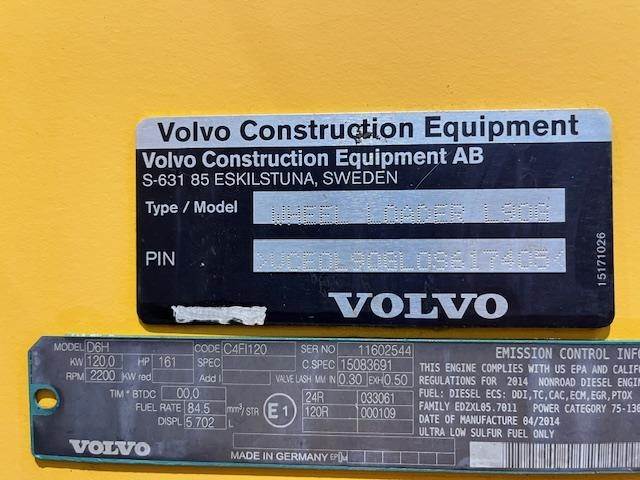 Volvo Construction Equipment
Volvo Construction Equipment AB
S-631 85 ESKILSTUNA, SWEDEN
Type / Model WHEEL LOADER L90G
PIN
15171026
VOLVO
MODEL D6H CODE C4FI120 SER NO 11602544
KW 120.0 HP 161 SPEC C.SPEC 15083691
RPM 2200 KW red Add I VALVE LASH MM IN 0.30 EX 0.50
TIM ° BTDC 00,0 24R 033061
FUEL RATE 84.5 mm³/STR E1 120R 000109
DISPL 5 702 L
VOLVO
MADE IN GERMANY
EMISSION CONTROL INFO
THIS ENGINE COMPLIES WITH US EPA AND CALIF
REGULATIONS FOR 2014 NONROAD DIESEL ENG
FUEL: DIESEL ECS: DDI,TC,CAC,ECM,EGR,PTOX
FAMILY EDZXL05.7011 POWER CATEGORY 75-130
DATE OF MANUFACTURE 04/2014
ULTRA LOW SULFUR FUEL ONLY